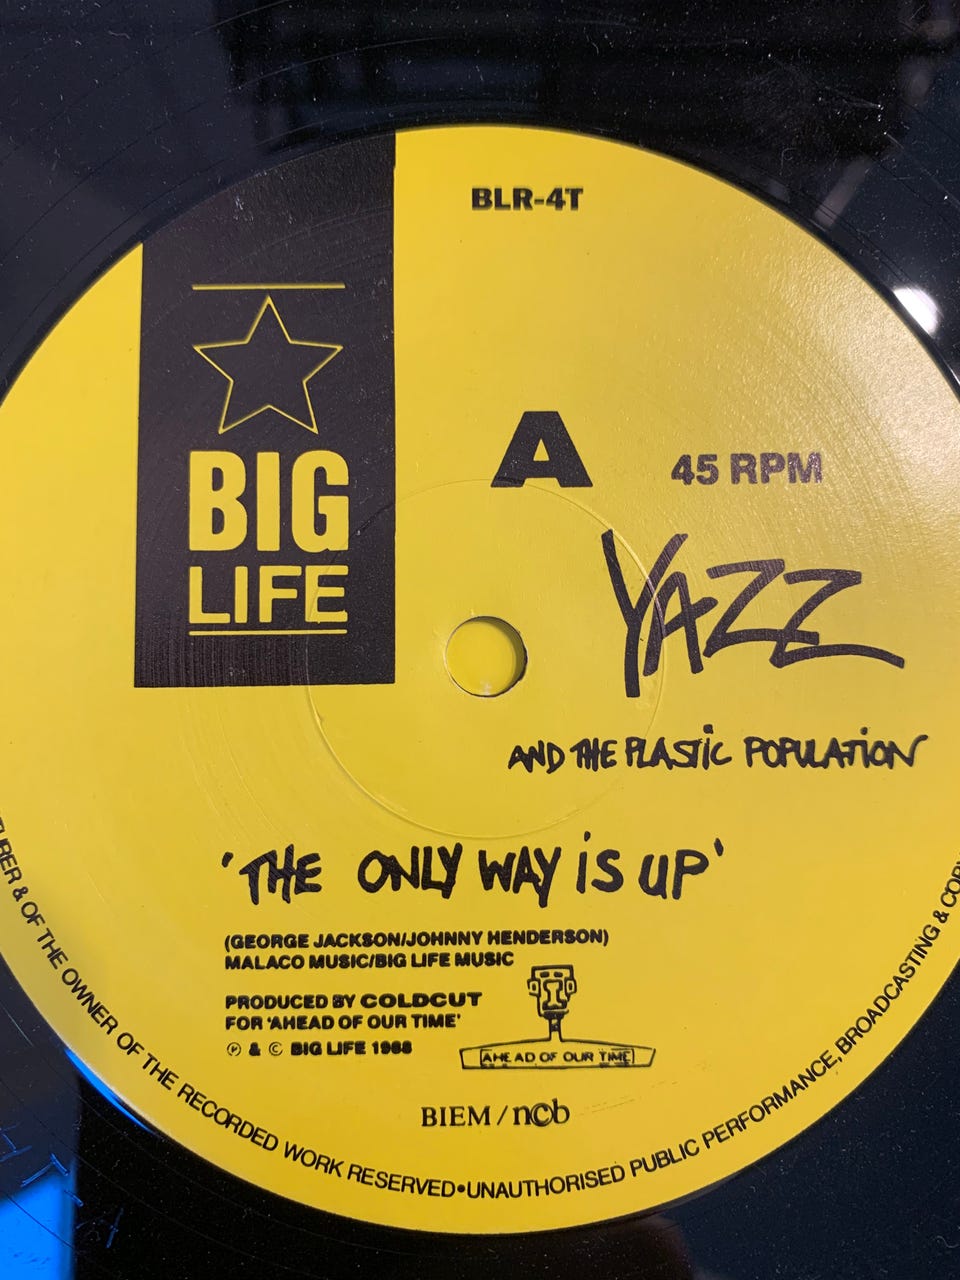 BLR-4T
BIG
LIFE
A
45 RPM
YAZZ
AND THE PLASTIC POPULATION
'THE ONLY WAY iS UP'
(GEORGE JACKSON/JOHNNY HENDERSON)
MALACO MUSIC/BIG LIFE MUSIC
PRODUCED BY COLDCUT
FOR 'AHEAD OF OUR TIME'
℗ & © BIG LIFE 1988
AHEAD OF OUR TIME
BIEM / ncb
& OF THE OWNER OF THE RECORDED WORK RESERVED•UNAUTHORISED PUBLIC PERFORMANCE, BROADCASTING &